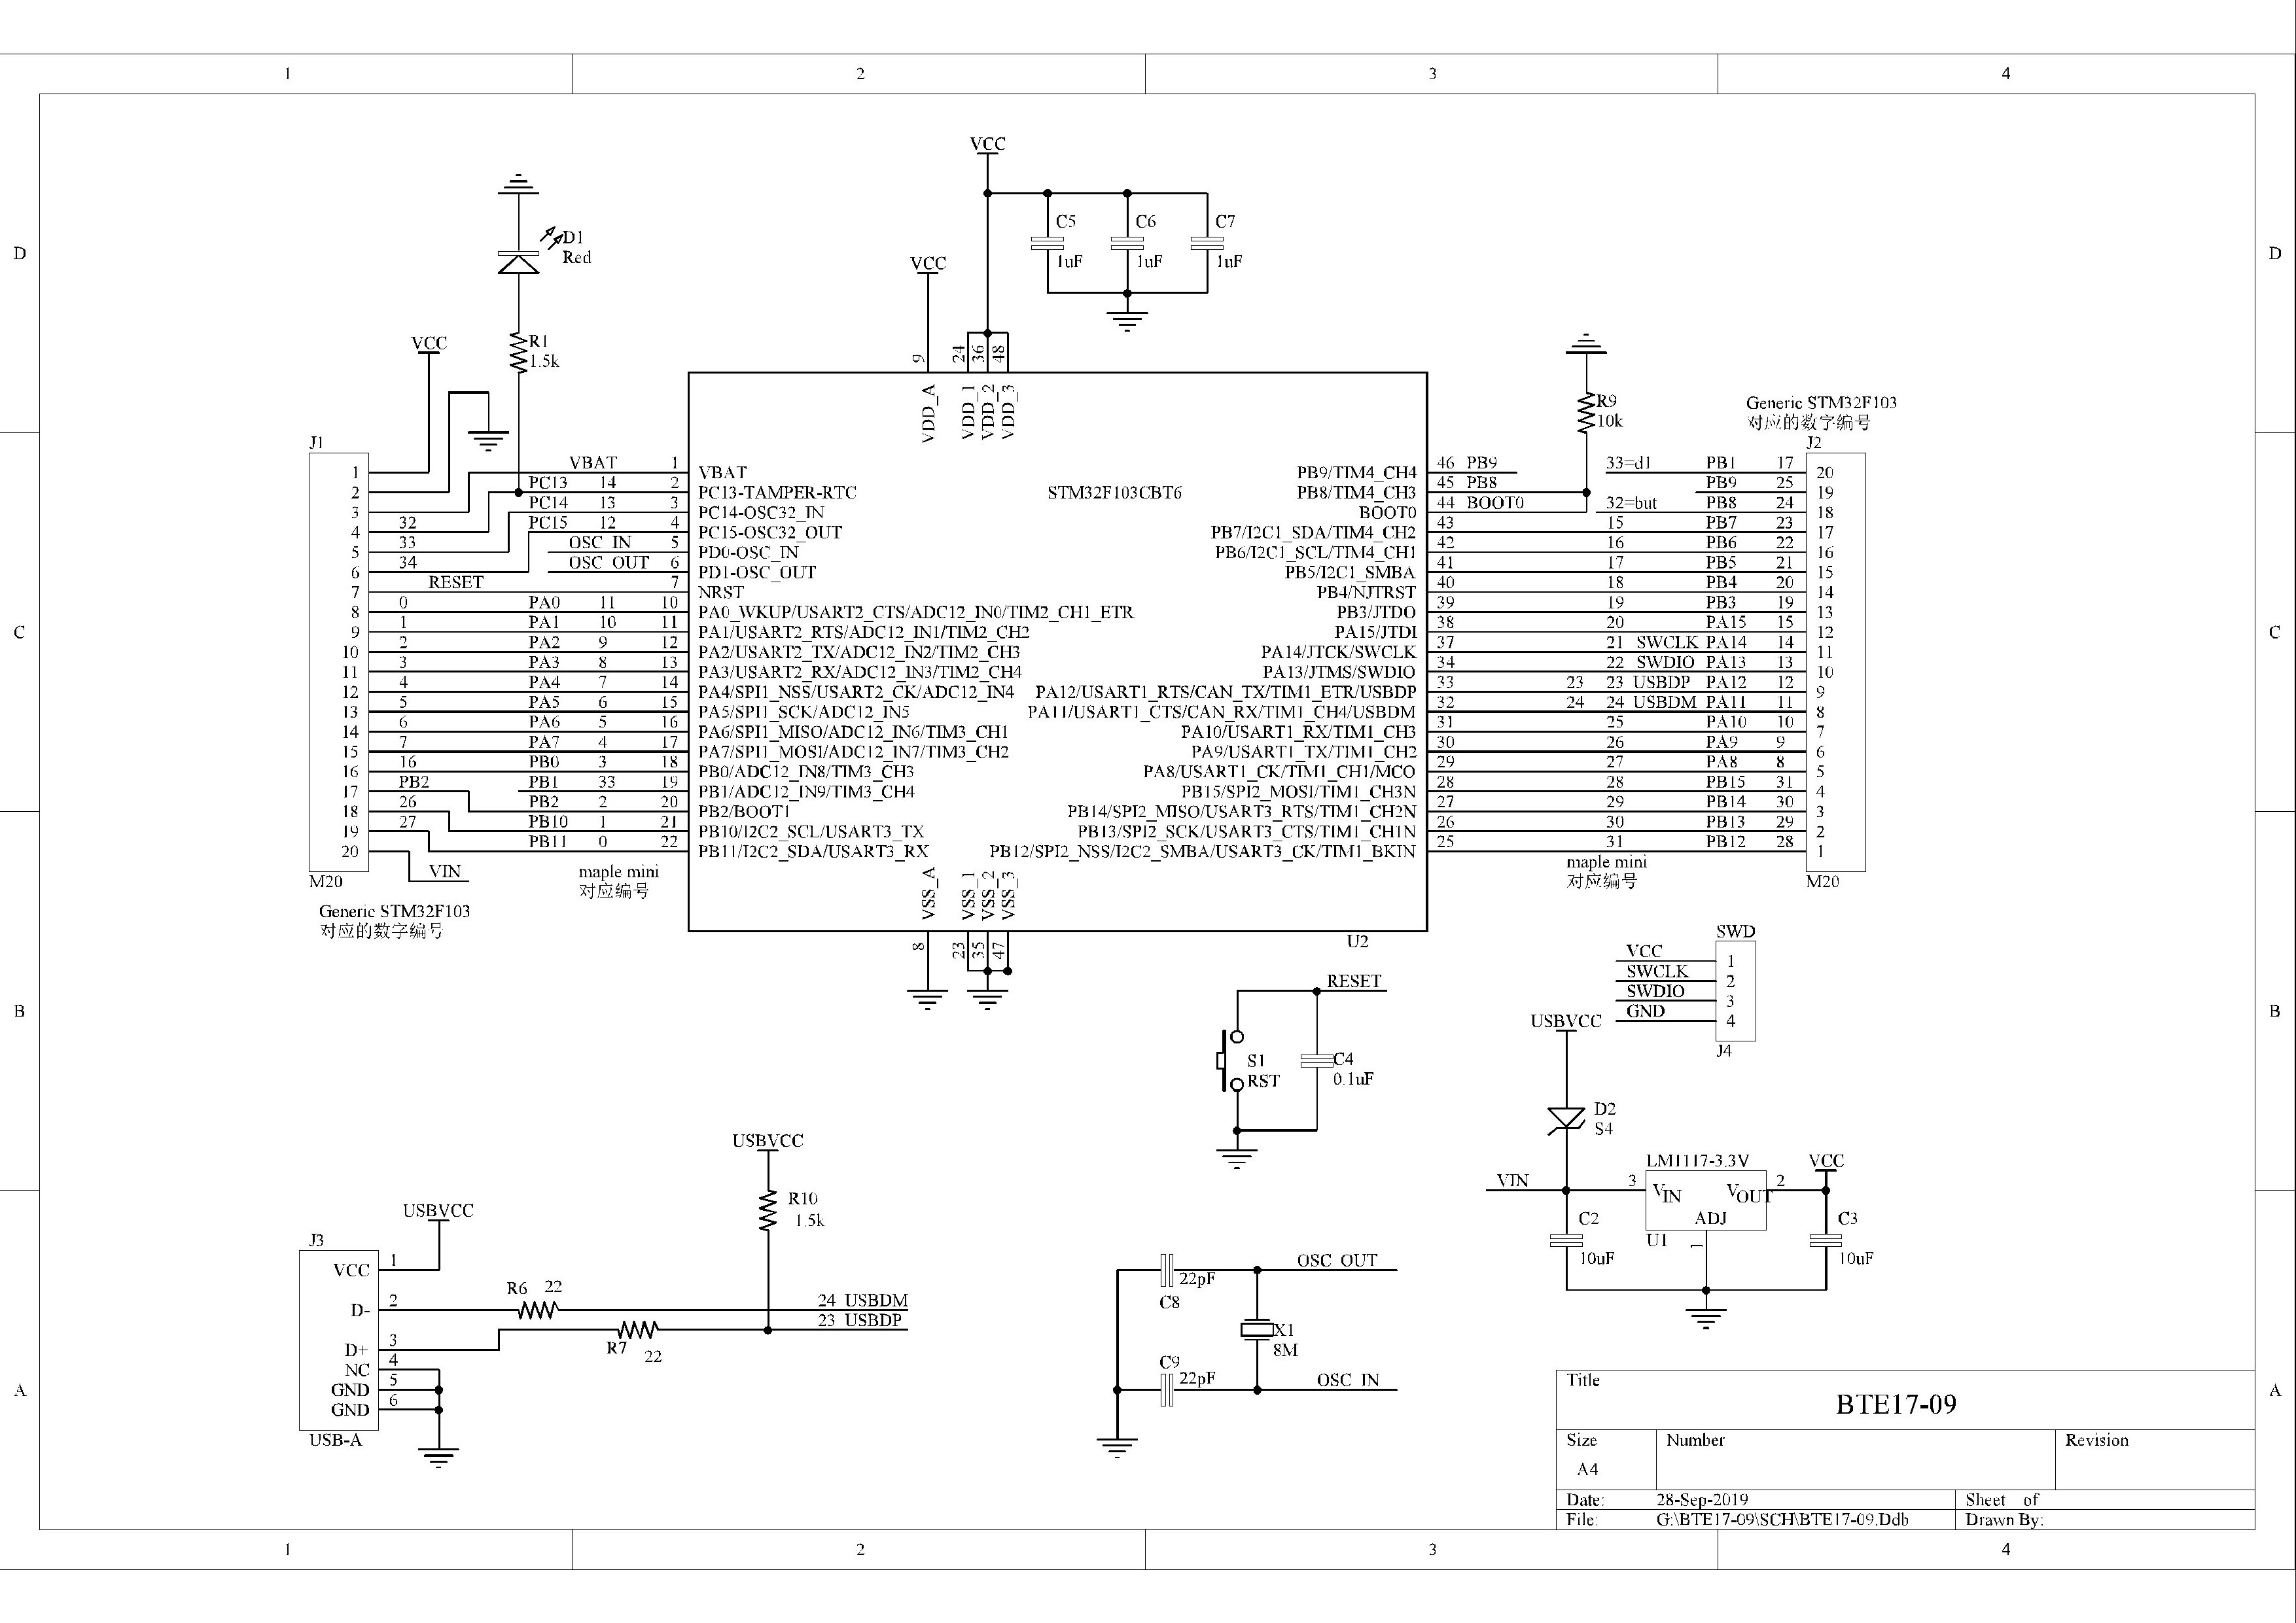 1 2 3 4
D
C
B
A
D
C
B
A
VCC
C5
1uF
C6
1uF
C7
1uF
D1
Red
VCC
R1
1.5k
VCC
9
24
36
48
VDD_A
VDD_1
VDD_2
VDD_3
R9
10k
Generic STM32F103
对应的数字编号
J1
J2
STM32F103CBT6
1
2
3
4 32
5 33
6 34
7 RESET
8 0
9 1
10 2
11 3
12 4
13 5
14 6
15 7
16 16
17 PB2
18 26
19 27
20
VIN
M20
Generic STM32F103
对应的数字编号
VBAT 1 VBAT
PC13 14 2 PC13-TAMPER-RTC
PC14 13 3 PC14-OSC32_IN
PC15 12 4 PC15-OSC32_OUT
OSC_IN 5 PD0-OSC_IN
OSC_OUT 6 PD1-OSC_OUT
7 NRST
PA0 11 10 PA0_WKUP/USART2_CTS/ADC12_IN0/TIM2_CH1_ETR
PA1 10 11 PA1/USART2_RTS/ADC12_IN1/TIM2_CH2
PA2 9 12 PA2/USART2_TX/ADC12_IN2/TIM2_CH3
PA3 8 13 PA3/USART2_RX/ADC12_IN3/TIM2_CH4
PA4 7 14 PA4/SPI1_NSS/USART2_CK/ADC12_IN4
PA5 6 15 PA5/SPI1_SCK/ADC12_IN5
PA6 5 16 PA6/SPI1_MISO/ADC12_IN6/TIM3_CH1
PA7 4 17 PA7/SPI1_MOSI/ADC12_IN7/TIM3_CH2
PB0 3 18 PB0/ADC12_IN8/TIM3_CH3
PB1 33 19 PB1/ADC12_IN9/TIM3_CH4
PB2 2 20 PB2/BOOT1
PB10 1 21 PB10/I2C2_SCL/USART3_TX
PB11 0 22 PB11/I2C2_SDA/USART3_RX
maple mini
对应编号
PB9/TIM4_CH4 46 PB9 33=d1 PB1 17 20
PB8/TIM4_CH3 45 PB8 PB9 25 19
BOOT0 44 BOOT0 32=but PB8 24 18
PB7/I2C1_SDA/TIM4_CH2 43 15 PB7 23 17
PB6/I2C1_SCL/TIM4_CH1 42 16 PB6 22 16
PB5/I2C1_SMBA 41 17 PB5 21 15
PB4/NJTRST 40 18 PB4 20 14
PB3/JTDO 39 19 PB3 19 13
PA15/JTDI 38 20 PA15 15 12
PA14/JTCK/SWCLK 37 21 SWCLK PA14 14 11
PA13/JTMS/SWDIO 34 22 SWDIO PA13 13 10
PA12/USART1_RTS/CAN_TX/TIM1_ETR/USBDP 33 23 23 USBDP PA12 12 9
PA11/USART1_CTS/CAN_RX/TIM1_CH4/USBDM 32 24 24 USBDM PA11 11 8
PA10/USART1_RX/TIM1_CH3 31 25 PA10 10 7
PA9/USART1_TX/TIM1_CH2 30 26 PA9 9 6
PA8/USART1_CK/TIM1_CH1/MCO 29 27 PA8 8 5
PB15/SPI2_MOSI/TIM1_CH3N 28 28 PB15 31 4
PB14/SPI2_MISO/USART3_RTS/TIM1_CH2N 27 29 PB14 30 3
PB13/SPI2_SCK/USART3_CTS/TIM1_CH1N 26 30 PB13 29 2
PB12/SPI2_NSS/I2C2_SMBA/USART3_CK/TIM1_BKIN 25 31 PB12 28 1
maple mini
对应编号
M20
VSS_A
VSS_1
VSS_2
VSS_3
8
23
35
47
U2
SWD
VCC 1
SWCLK 2
SWDIO 3
GND 4
J4
RESET
S1
RST
C4
0.1uF
USBVCC
D2
S4
LM1117-3.3V
VCC
VIN
3
VIN
VOUT
2
ADJ
1
U1
C2
10uF
C3
10uF
USBVCC
R10
1.5k
USBVCC
J3
VCC 1
D- 2
D+ 3
NC 4
GND 5
GND 6
USB-A
R6 22
R7 22
24 USBDM
23 USBDP
OSC_OUT
22pF
C8
X1
8M
C9
22pF
OSC_IN
Title
BTE17-09
Size
A4
Number
Revision
Date: 28-Sep-2019
Sheet of
File: G:\BTE17-09\SCH\BTE17-09.Ddb
Drawn By:
1 2 3 4